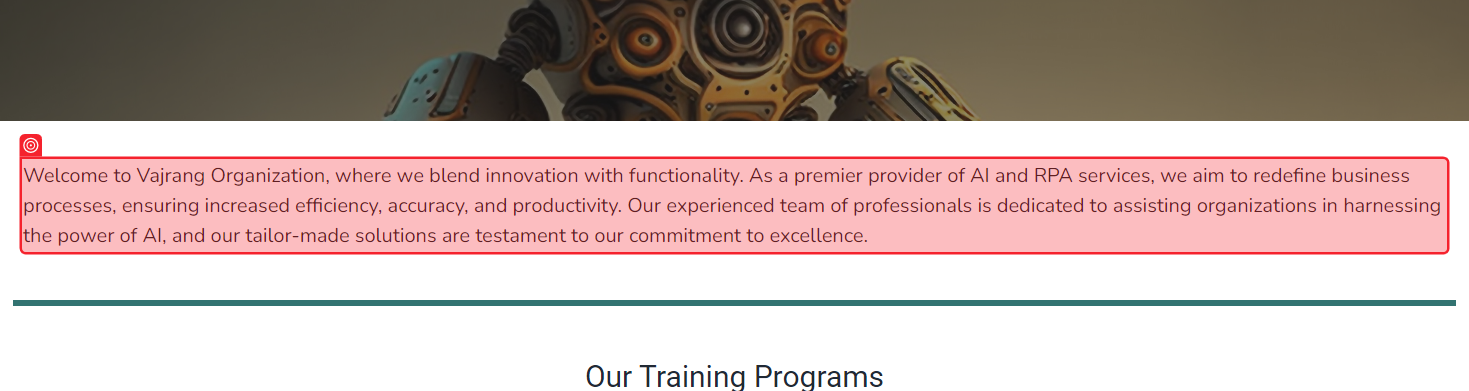 Welcome to Vajrang Organization, where we blend innovation with functionality. As a premier provider of AI and RPA services, we aim to redefine business
processes, ensuring increased efficiency, accuracy, and productivity. Our experienced team of professionals is dedicated to assisting organizations in harnessing
the power of AI, and our tailor-made solutions are testament to our commitment to excellence.
Our Training Programs